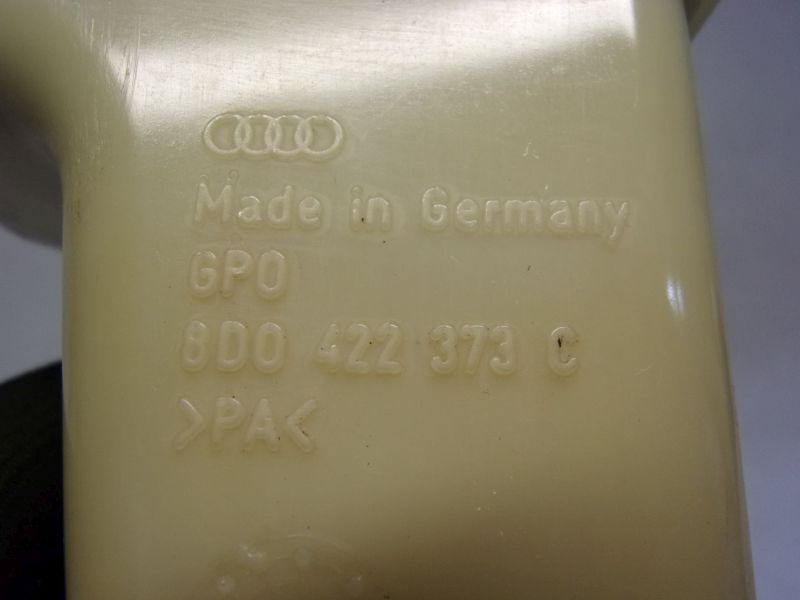 Made in Germany
GPO
8D0 422 373 C
>PA<